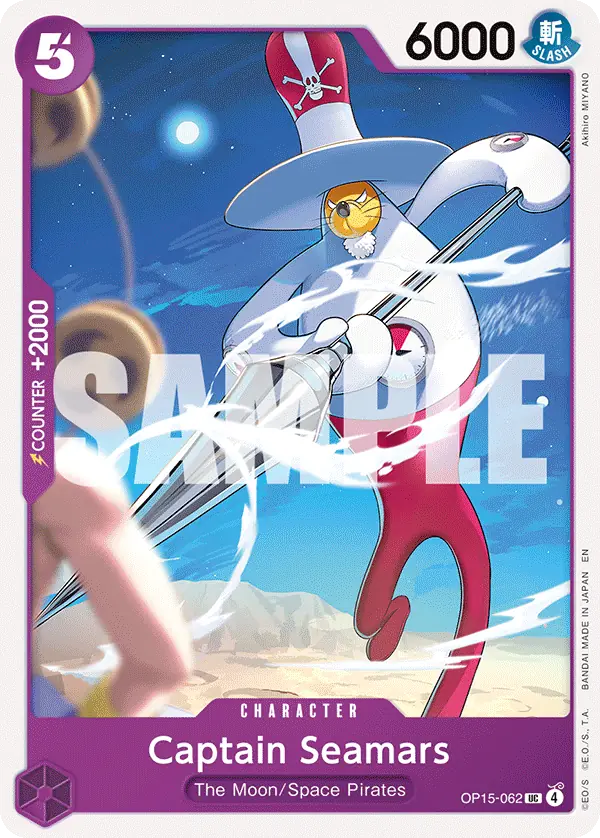 5
6000
斬
SLASH
Akihiro MIYANO
COUNTER +2000
SAMPLE
BANDAI MADE IN JAPAN EN
©E.O./S., T.A.
©EO/S
CHARACTER
Captain Seamars
The Moon/Space Pirates
OP15-062 UC 4